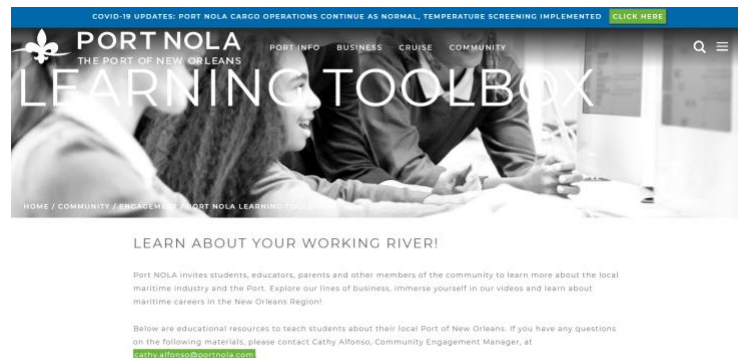 COVID-19 UPDATES: PORT NOLA CARGO OPERATIONS CONTINUE AS NORMAL, TEMPERATURE SCREENING IMPLEMENTED CLICK HERE
PORT NOLA
THE PORT OF NEW ORLEANS
PORT INFO BUSINESS CRUISE COMMUNITY
LEARNING TOOLBOX
HOME / COMMUNITY / ENGAGEMENT / PORT NOLA LEARNING
LEARN ABOUT YOUR WORKING RIVER!
Port NOLA invites students, educators, parents and other members of the community to learn more about the local
maritime industry and the Port. Explore our lines of business, immerse yourself in our videos and learn about
maritime careers in the New Orleans Region!
Below are educational resources to teach students about their local Port of New Orleans. If you have any questions
on the following materials, please contact Cathy Alfonso, Community Engagement Manager, at
cathy.alfonso@portnola.com.